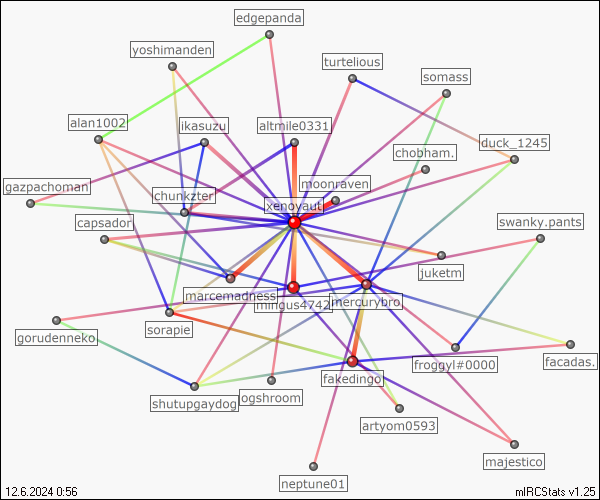 edgepanda
yoshimanden
turtelious
somass
alan1002
ikasuzu
altmile0331
duck_1245
chobham.
moonraven
gazpachoman
chunkzter
xenoyaut
capsador
swanky.pants
juketm
marcemadness
mingus4742
mercurybro.
sorapie
gorudenneko
froggyl#0000
facadas.
fakedingo
shutupgaydog
ogshroom
artyom0593
majestico
neptune01
12.6.2024 0:56
mIRCStats v1.25